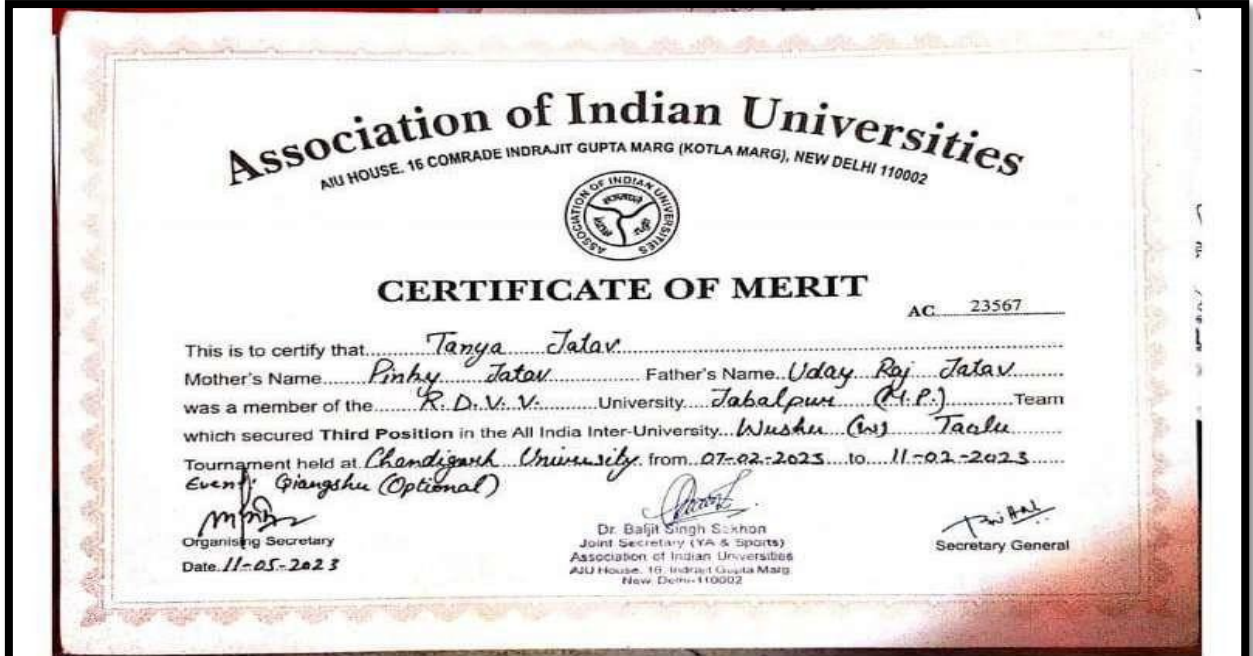 Association of Indian Universities
AIU HOUSE, 16 COMRADE INDRAJIT GUPTA MARG (KOTLA MARG), NEW DELHI 110002
ASSOCIATION OF INDIAN UNIVERSITIES
CERTIFICATE OF MERIT
AC 23567
This is to certify that Tanya Jatav
Mother's Name Pinky Jatav Father's Name Uday Raj Jatav
was a member of the R.D.V.V. University Jabalpur (M.P.) Team
which secured Third Position in the All India Inter-University Wushu (W) Taolu
Tournament held at Chandigarh University from 07-02-2023 to 11-02-2023
Event: Qiangshu (Optional)
Organising Secretary
Date 11-05-2023
Dr. Baljit Singh Sekhon
Joint Secretary (YA & Sports)
Association of Indian Universities
AIU House, 16, Indrajit Gupta Marg
New Delhi-110002
Secretary General